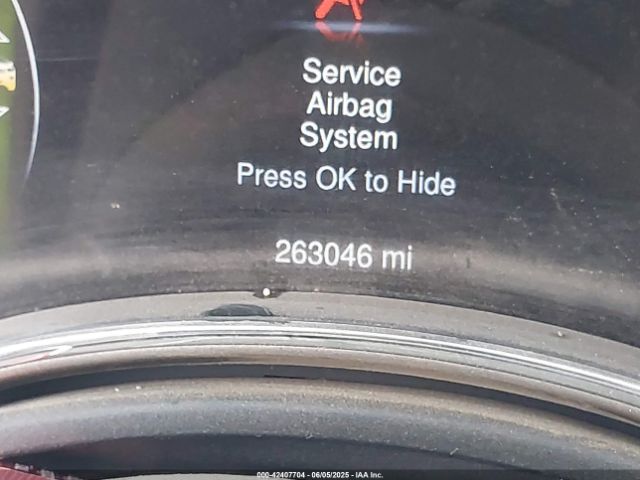 Service
Airbag
System
Press OK to Hide
263046 mi
000-42407704 - 06/05/2025 - IAA Inc.